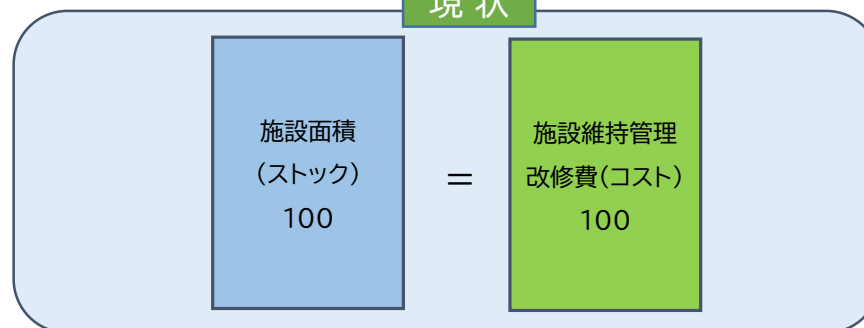 現状
施設面積
(ストック)
100
=
施設維持管理
改修費(コスト)
100